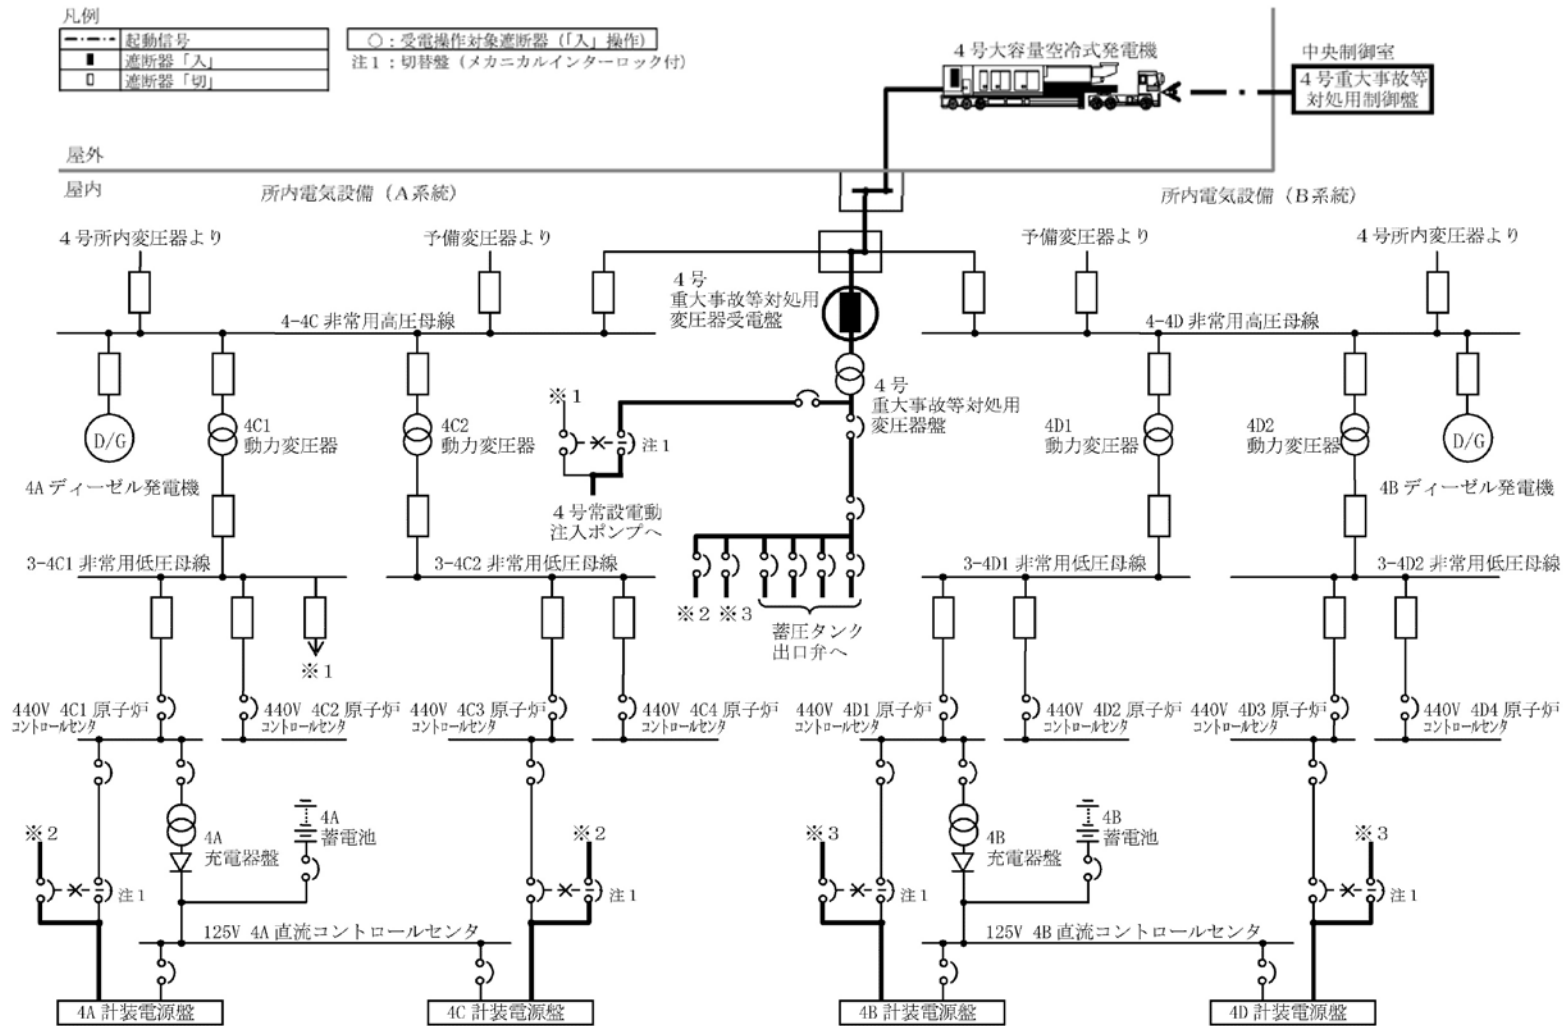 凡例
起動信号
遮断器「入」
遮断器「切」
○：受電操作対象遮断器（「入」操作）
注1：切替盤（メカニカルインターロック付）
4号大容量空冷式発電機
中央制御室
4号重大事故等
対処用制御盤
屋外
屋内
所内電気設備（A系統）
所内電気設備（B系統）
4号所内変圧器より
予備変圧器より
予備変圧器より
4号所内変圧器より
4号
重大事故等対処用
変圧器受電盤
4-4C 非常用高圧母線
4-4D 非常用高圧母線
4号
重大事故等対処用
変圧器盤
※1
注1
D/G
4C1
動力変圧器
4C2
動力変圧器
4D1
動力変圧器
4D2
動力変圧器
D/G
4A ディーゼル発電機
4B ディーゼル発電機
4号常設電動
注入ポンプへ
3-4C1 非常用低圧母線
3-4C2 非常用低圧母線
3-4D1 非常用低圧母線
3-4D2 非常用低圧母線
※2 ※3
蓄圧タンク
出口弁へ
※1
440V 4C1 原子炉
コントロールセンタ
440V 4C2 原子炉
コントロールセンタ
440V 4C3 原子炉
コントロールセンタ
440V 4C4 原子炉
コントロールセンタ
440V 4D1 原子炉
コントロールセンタ
440V 4D2 原子炉
コントロールセンタ
440V 4D3 原子炉
コントロールセンタ
440V 4D4 原子炉
コントロールセンタ
※2
4A
充電器盤
4A
蓄電池
※2
※3
4B
充電器盤
4B
蓄電池
※3
注1
注1
注1
注1
125V 4A 直流コントロールセンタ
125V 4B 直流コントロールセンタ
4A 計装電源盤
4C 計装電源盤
4B 計装電源盤
4D 計装電源盤